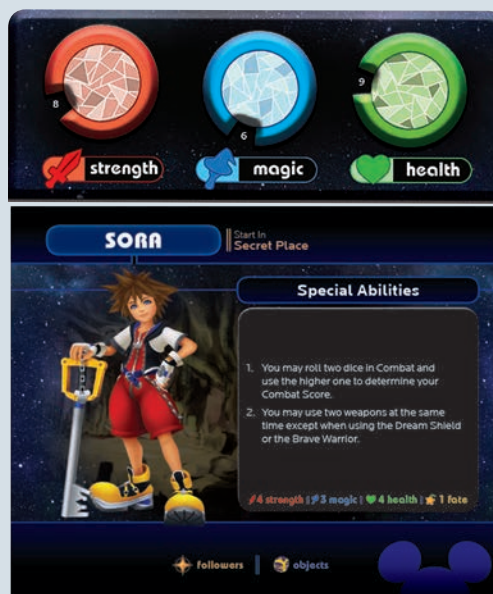 8
6
9
strength
magic
health
SORA
Start In
Secret Place
Special Abilities
1. You may roll two dice in Combat and
use the higher one to determine your
Combat Score.
2. You may use two weapons at the same
time except when using the Dream Shield
or the Brave Warrior.
4 strength | 3 magic | 4 health | 1 fate
followers | objects